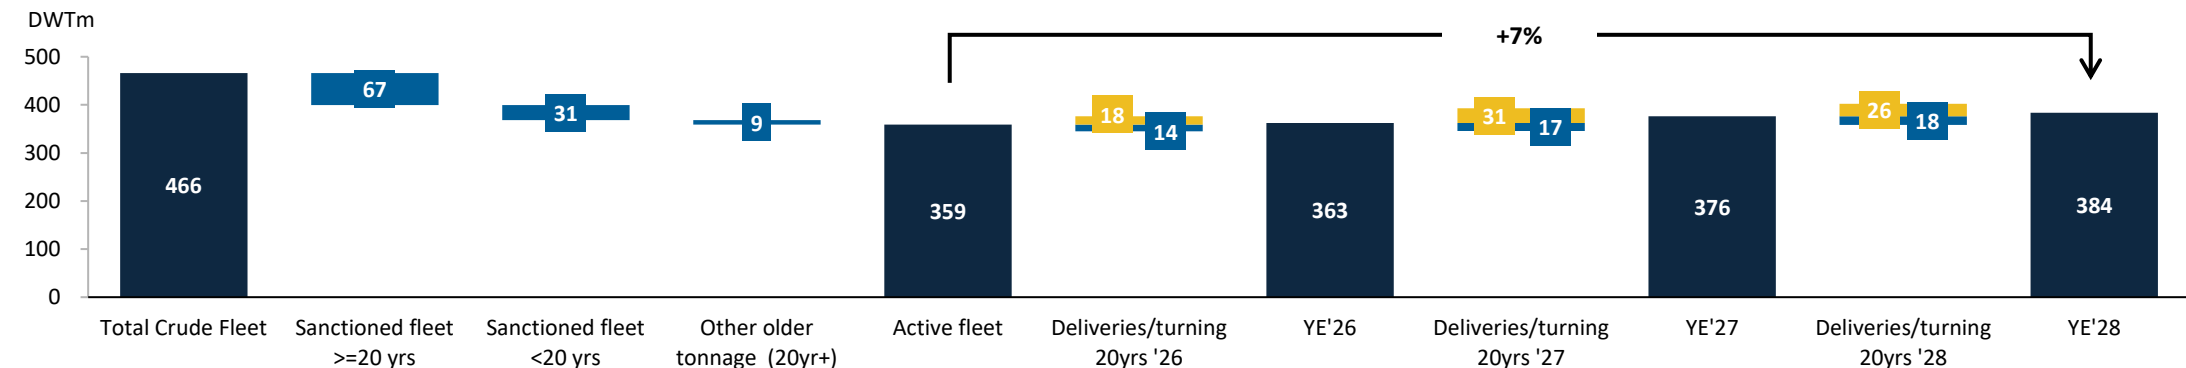 DWTm
+7%
500
400
300
200
100
0
466
67
31
9
359
18
14
363
31
17
376
26
18
384
Total Crude Fleet
Sanctioned fleet
>=20 yrs
Sanctioned fleet
<20 yrs
Other older
tonnage (20yr+)
Active fleet
Deliveries/turning
20yrs '26
YE'26
Deliveries/turning
20yrs '27
YE'27
Deliveries/turning
20yrs '28
YE'28